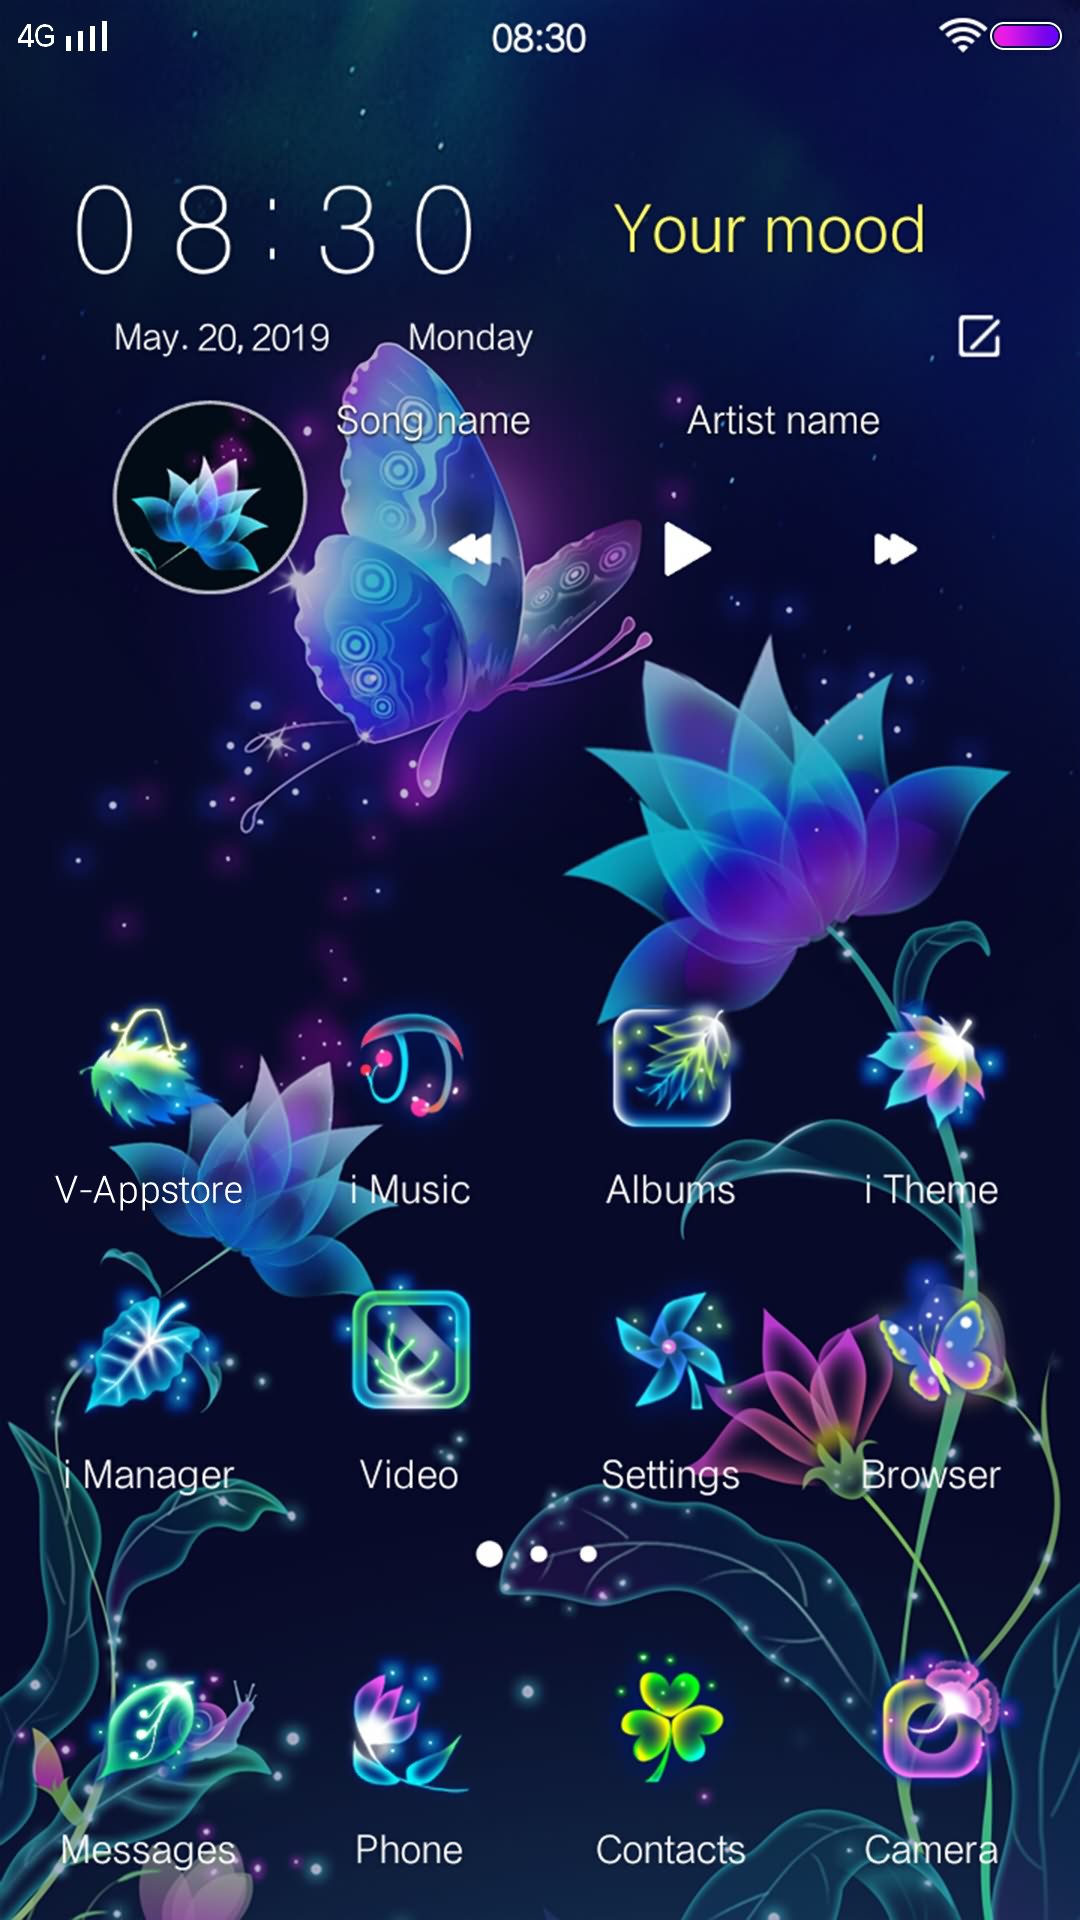 4G 08:30
08:30 Your mood
May. 20, 2019 Monday
Song name Artist name
V-Appstore i Music Albums i Theme
i Manager Video Settings Browser
Messages Phone Contacts Camera